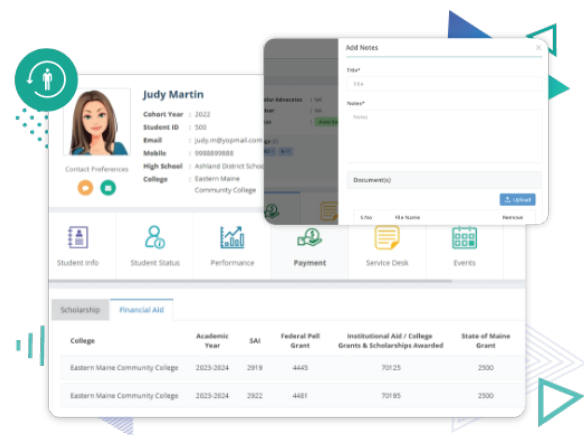 Add Notes
Title*
Title
Notes*
Notes
Document(s)
Upload
S.No File Name Remove
Judy Martin
Cohort Year : 2022
Student ID : 500
Email : judy.m@yopmail.com
Mobile : 9988899888
High School : Ashland District School
College : Eastern Maine
Community College
Contact Preferences
Student Info Student Status Performance Payment Service Desk Events
Scholarship Financial Aid
College Academic Year SAI Federal Pell Grant Institutional Aid / College Grants & Scholarships Awarded State of Maine Grant
Eastern Maine Community College 2023-2024 2919 4445 70125 2500
Eastern Maine Community College 2023-2024 2922 4481 70195 2500